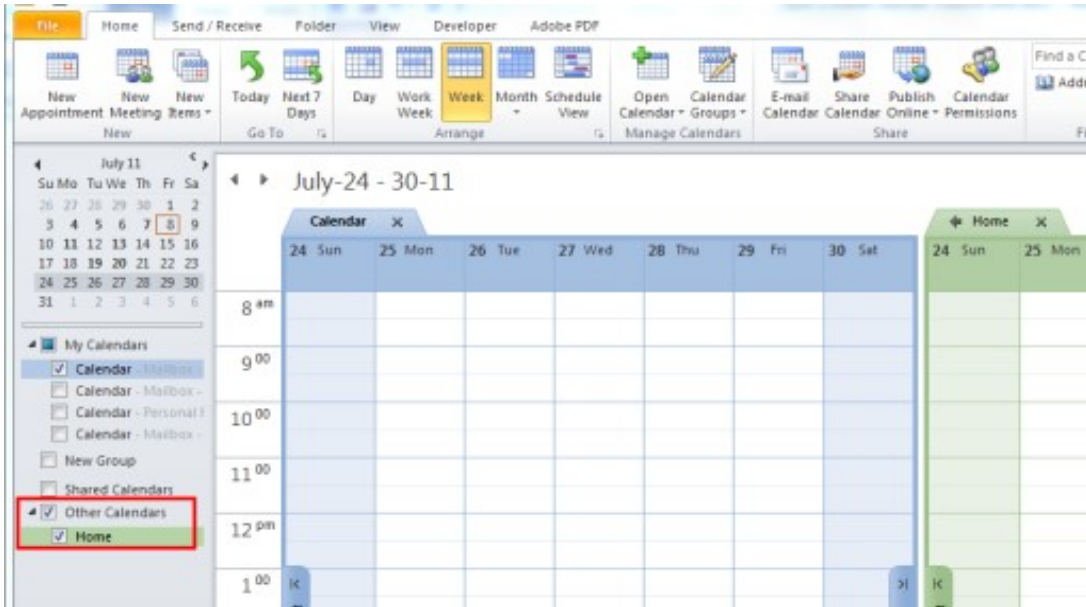 File Home Send / Receive Folder View Developer Adobe PDF
New Appointment New Meeting New Items Today Next 7 Days Day Work Week Week Month Schedule View Open Calendar Calendar Groups E-mail Calendar Share Calendar Publish Online Calendar Permissions Find a C
Addr
New Go To Arrange Manage Calendars Share
July 11
Su Mo Tu We Th Fr Sa
26 27 28 29 30 1 2
3 4 5 6 7 8 9
10 11 12 13 14 15 16
17 18 19 20 21 22 23
24 25 26 27 28 29 30
31 1 2 3 4 5 6
July-24 - 30-11
Calendar
Home
24 Sun 25 Mon 26 Tue 27 Wed 28 Thu 29 Fri 30 Sat
24 Sun 25 Mon
8 am
9 00
10 00
11 00
12 pm
1 00
My Calendars
Calendar - Mailbox -
Calendar - Mailbox -
Calendar - Personal
Calendar - Mailbox -
New Group
Shared Calendars
Other Calendars
Home